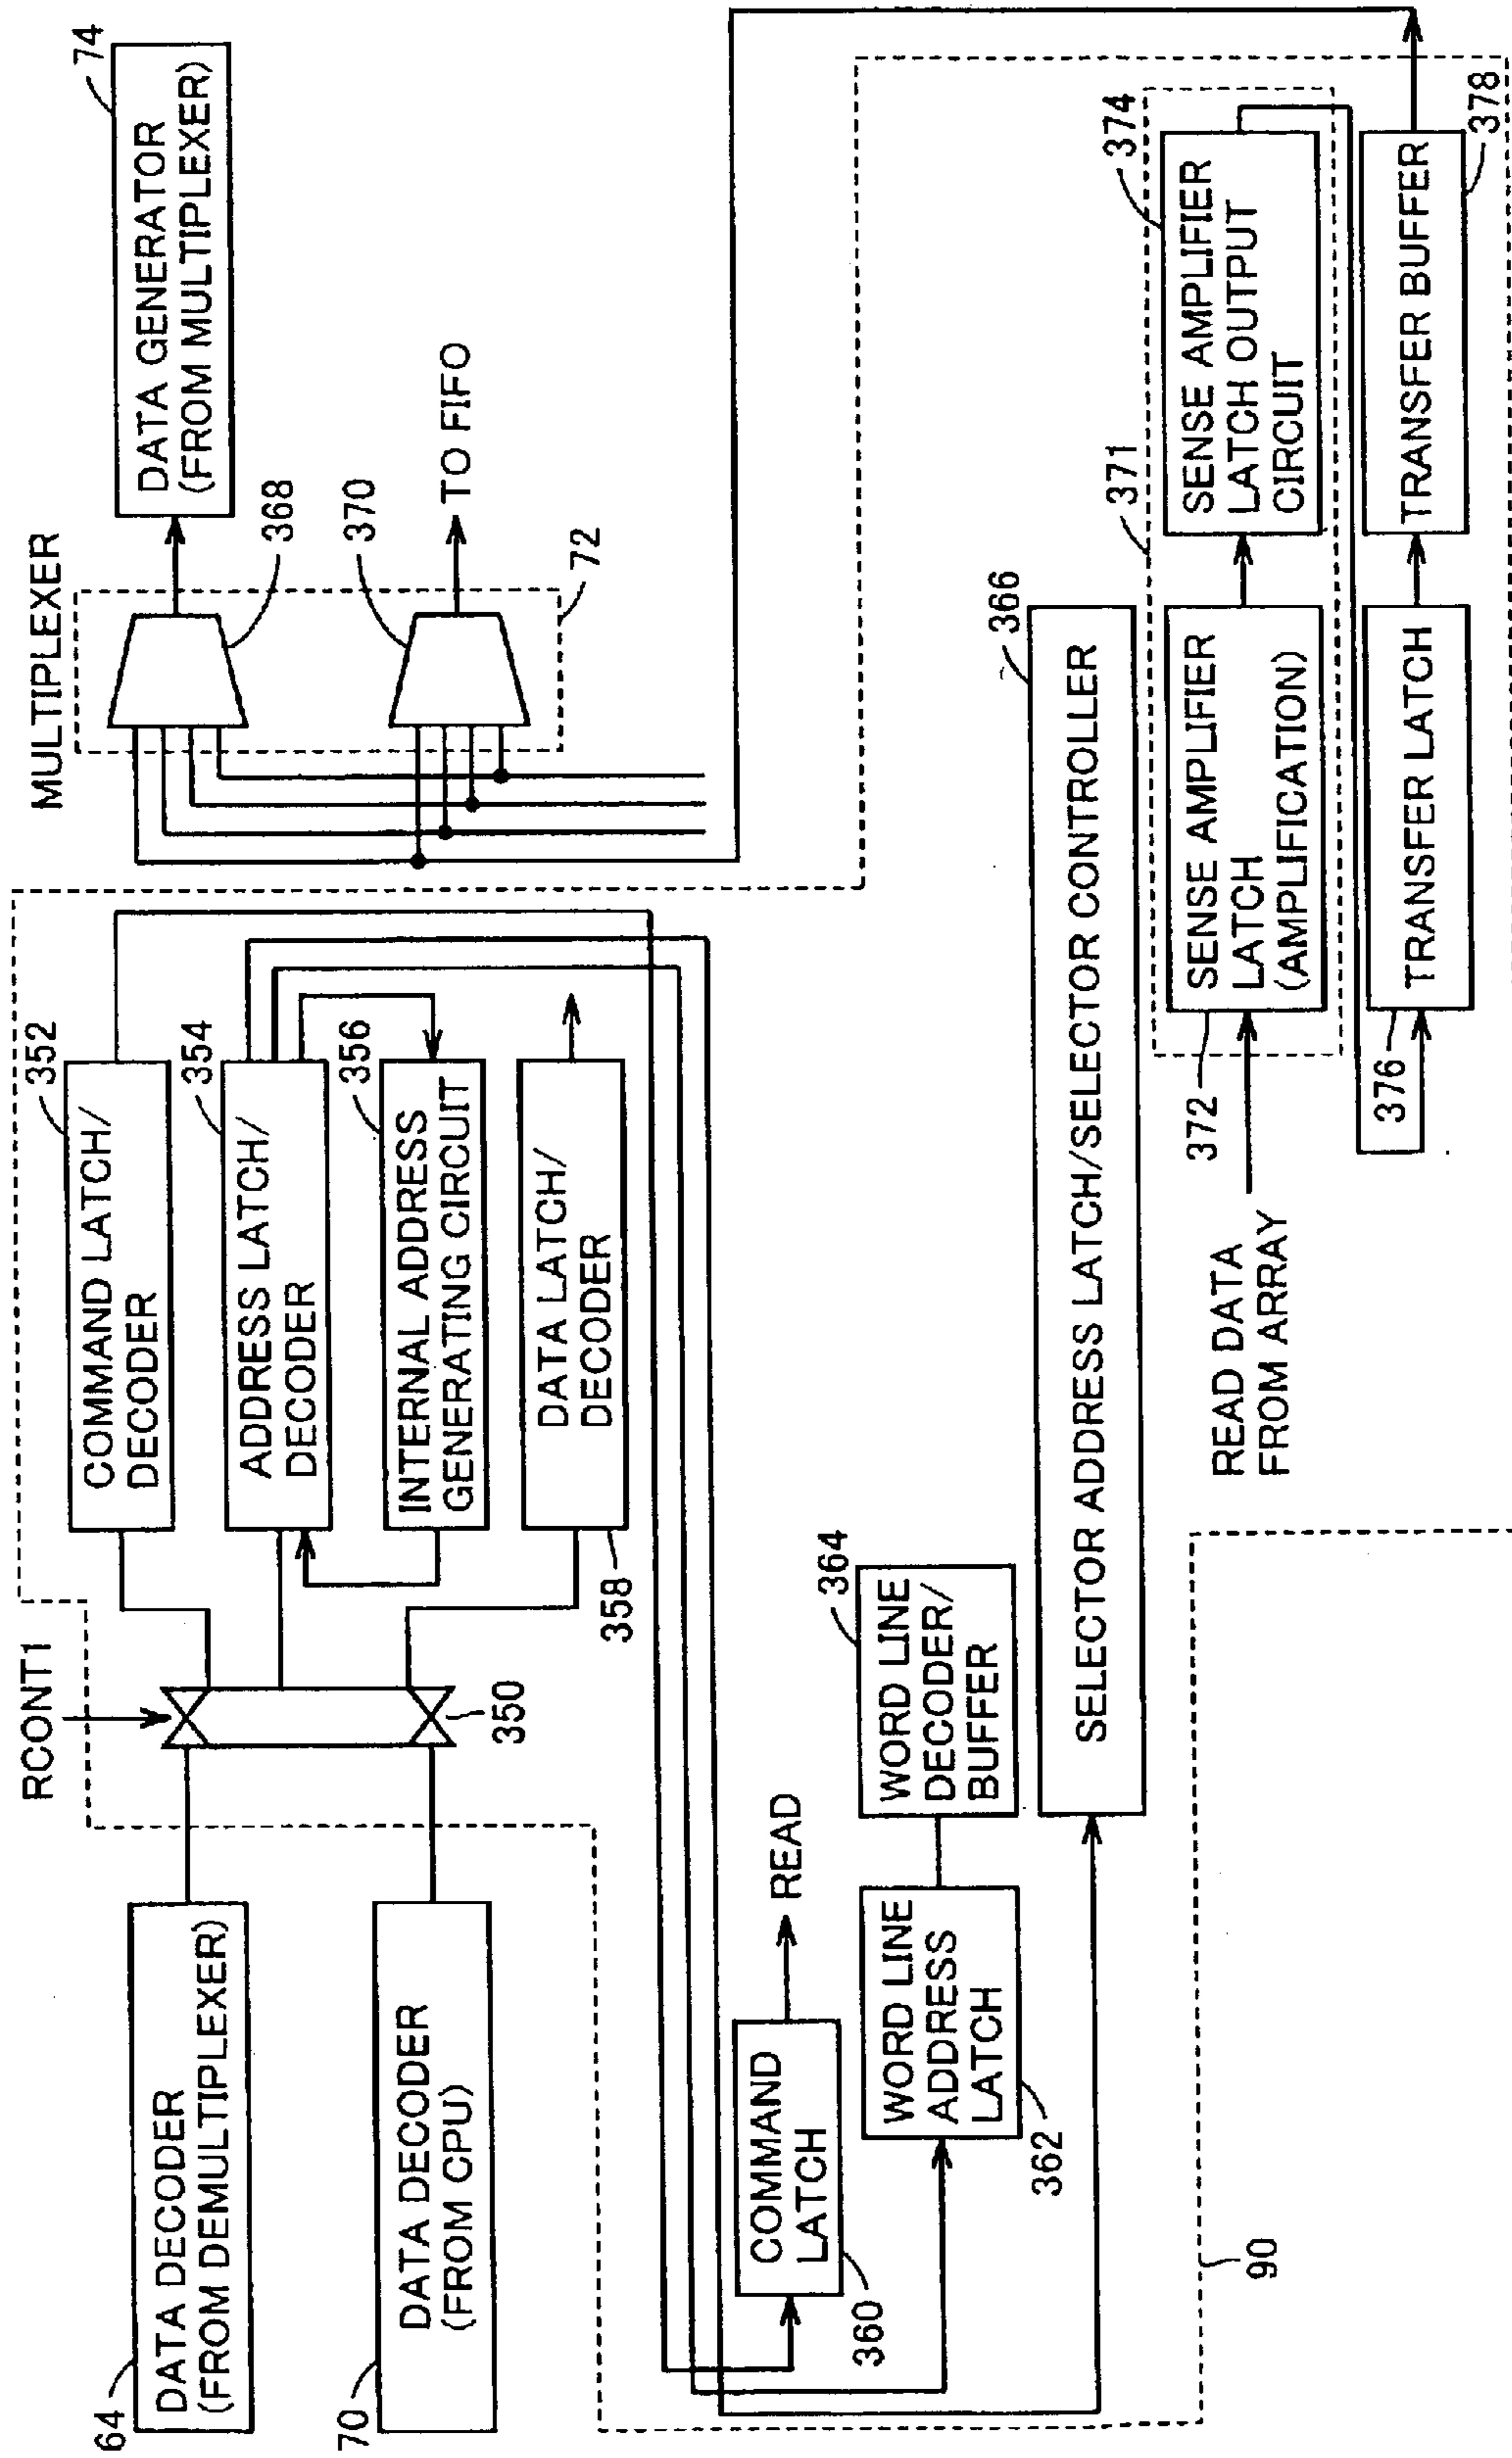 64
DATA DECODER
(FROM DEMULTIPLEXER)
70
DATA DECODER
(FROM CPU)
RCONT1
350
COMMAND LATCH/
DECODER
352
ADDRESS LATCH/
DECODER
354
INTERNAL ADDRESS
GENERATING CIRCUIT
356
DATA LATCH/
DECODER
358
MULTIPLEXER
368
370
72
DATA GENERATOR
(FROM MULTIPLEXER)
74
TO FIFO
COMMAND
LATCH
360
READ
WORD LINE
ADDRESS
LATCH
362
WORD LINE
DECODER/
BUFFER
364
SELECTOR ADDRESS LATCH/SELECTOR CONTROLLER
366
READ DATA
FROM ARRAY
371
SENSE AMPLIFIER
LATCH
(AMPLIFICATION)
372
SENSE AMPLIFIER
LATCH OUTPUT
CIRCUIT
374
TRANSFER LATCH
376
TRANSFER BUFFER
378
90